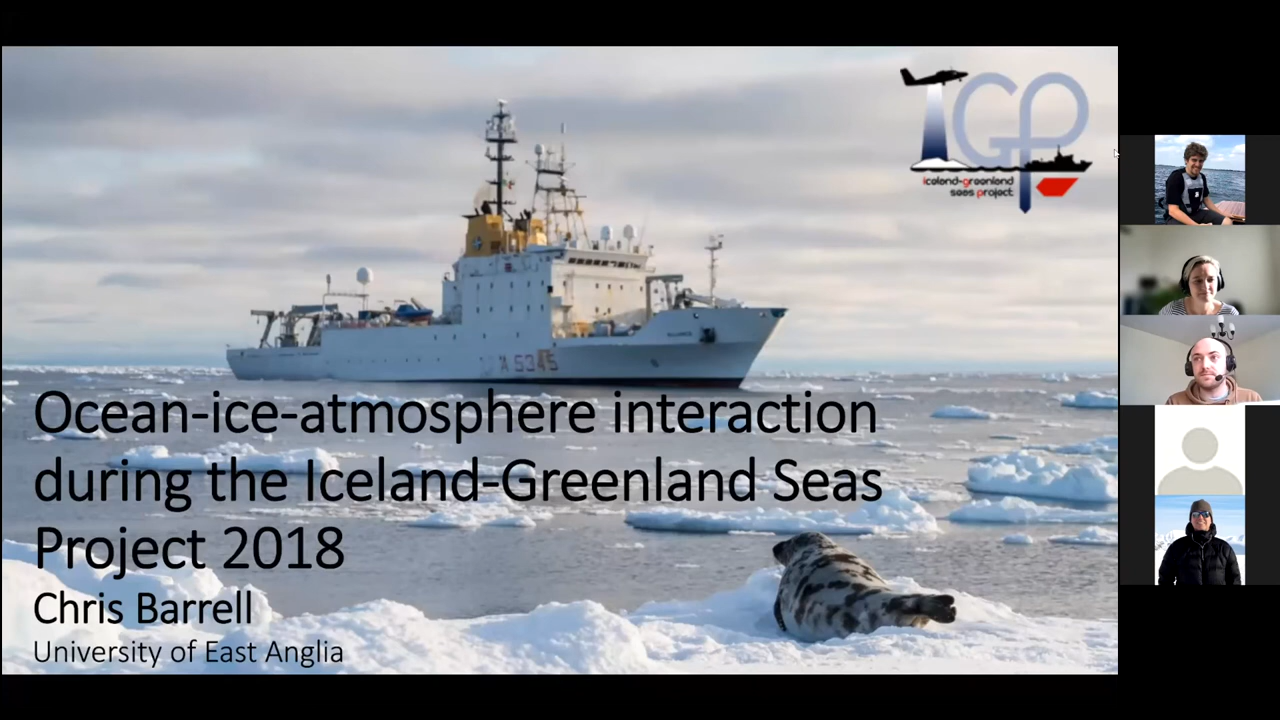 IGP
iceland-greenland
seas project
A 5345
Ocean-ice-atmosphere interaction
during the Iceland-Greenland Seas
Project 2018
Chris Barrell
University of East Anglia